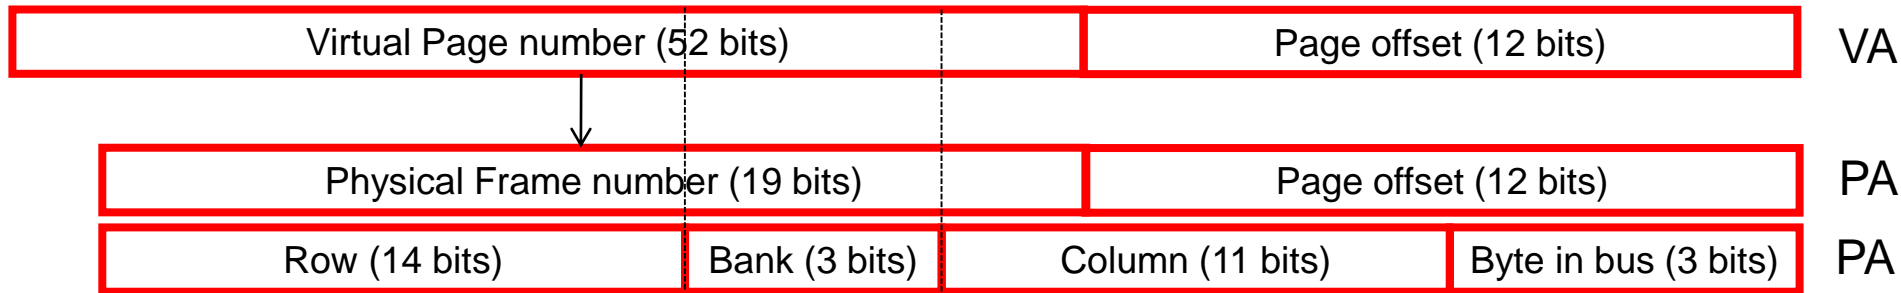 Virtual Page number (52 bits) Page offset (12 bits) VA
Physical Frame number (19 bits) Page offset (12 bits) PA
Row (14 bits) Bank (3 bits) Column (11 bits) Byte in bus (3 bits) PA